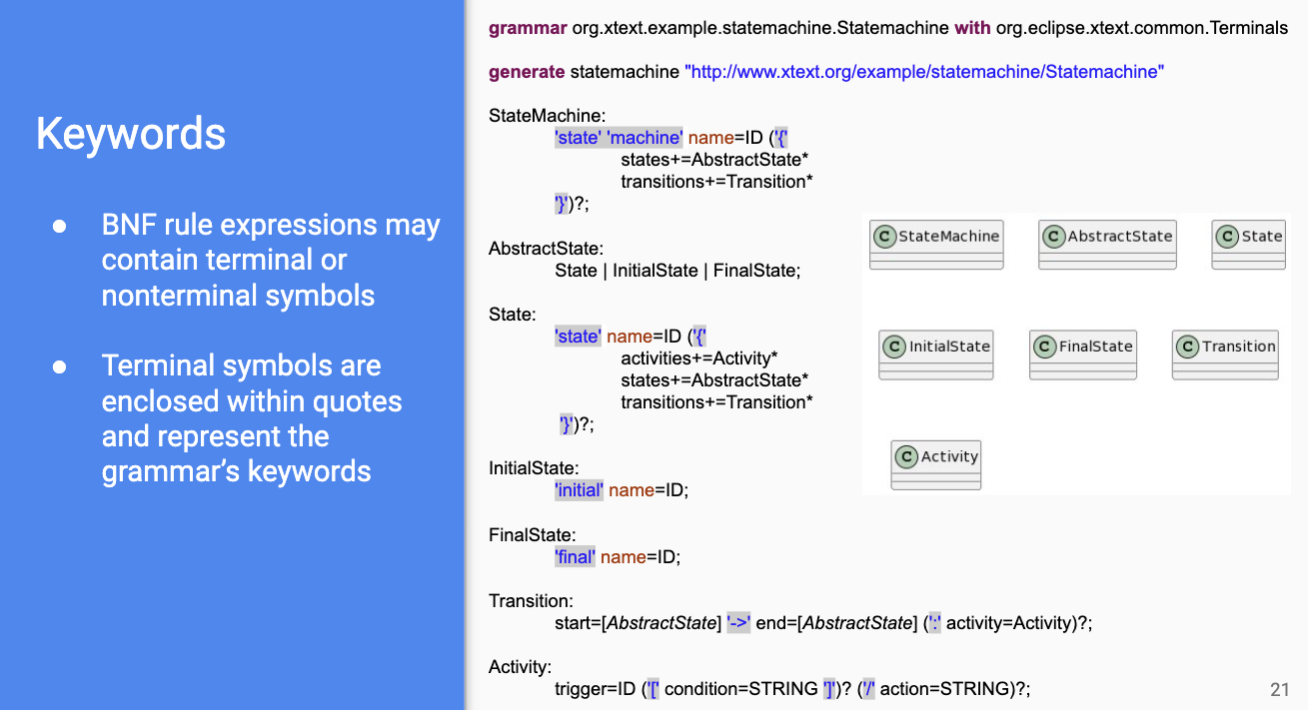 Keywords
● BNF rule expressions may
contain terminal or
nonterminal symbols
● Terminal symbols are
enclosed within quotes
and represent the
grammar's keywords
grammar org.xtext.example.statemachine.Statemachine with org.eclipse.xtext.common.Terminals
generate statemachine "http://www.xtext.org/example/statemachine/Statemachine"
StateMachine:
'state' 'machine' name=ID ('{'
states+=AbstractState*
transitions+=Transition*
'}')?;
AbstractState:
State | InitialState | FinalState;
State:
'state' name=ID ('{'
activities+=Activity*
states+=AbstractState*
transitions+=Transition*
'}')?;
InitialState:
'initial' name=ID;
FinalState:
'final' name=ID;
Transition:
start=[AbstractState] '->' end=[AbstractState] (':' activity=Activity)?;
Activity:
trigger=ID ('[' condition=STRING ']')? ('/' action=STRING)?;
C StateMachine
C AbstractState
C State
C InitialState
C FinalState
C Transition
C Activity
21